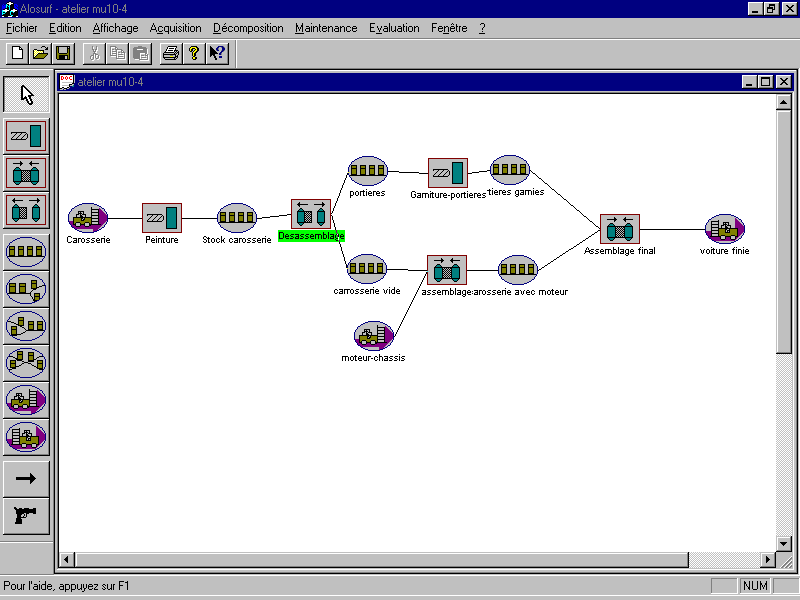 Alosurf - atelier mu10-4
Fichier Edition Affichage Acquisition Décomposition Maintenance Evaluation Fenêtre ?
atelier mu10-4
portieres
Garniture-portieres
tieres garnies
Carosserie
Peinture
Stock carosserie
Desassemblage
Assemblage final
voiture finie
carrosserie vide
assemblage
arosserie avec moteur
moteur-chassis
Pour l'aide, appuyez sur F1
NUM